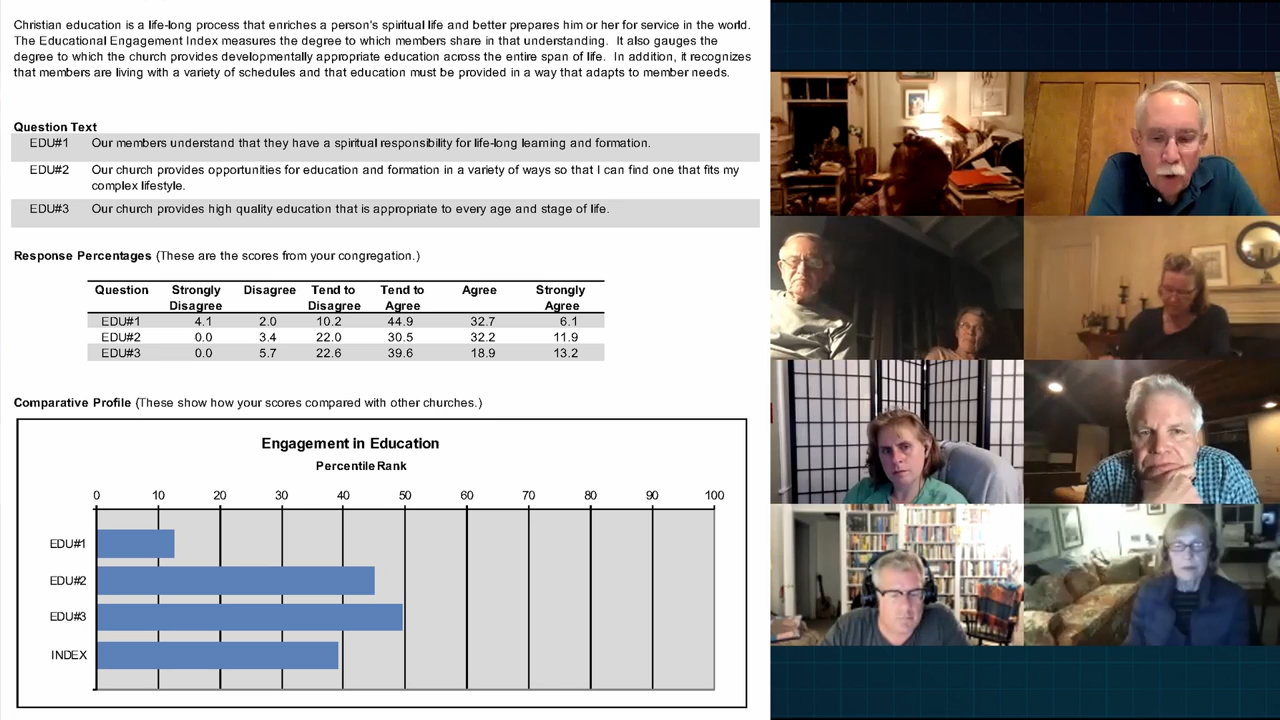 Christian education is a life-long process that enriches a person's spiritual life and better prepares him or her for service in the world.
The Educational Engagement Index measures the degree to which members share in that understanding. It also gauges the
degree to which the church provides developmentally appropriate education across the entire span of life. In addition, it recognizes
that members are living with a variety of schedules and that education must be provided in a way that adapts to member needs.
Question Text
EDU#1 Our members understand that they have a spiritual responsibility for life-long learning and formation.
EDU#2 Our church provides opportunities for education and formation in a variety of ways so that I can find one that fits my
complex lifestyle.
EDU#3 Our church provides high quality education that is appropriate to every age and stage of life.
Response Percentages (These are the scores from your congregation.)
Question Strongly Disagree Tend to Tend to Agree Strongly
Disagree Disagree Agree Agree
EDU#1 4.1 2.0 10.2 44.9 32.7 6.1
EDU#2 0.0 3.4 22.0 30.5 32.2 11.9
EDU#3 0.0 5.7 22.6 39.6 18.9 13.2
Comparative Profile (These show how your scores compared with other churches.)
Engagement in Education
Percentile Rank
0 10 20 30 40 50 60 70 80 90 100
EDU#1
EDU#2
EDU#3
INDEX